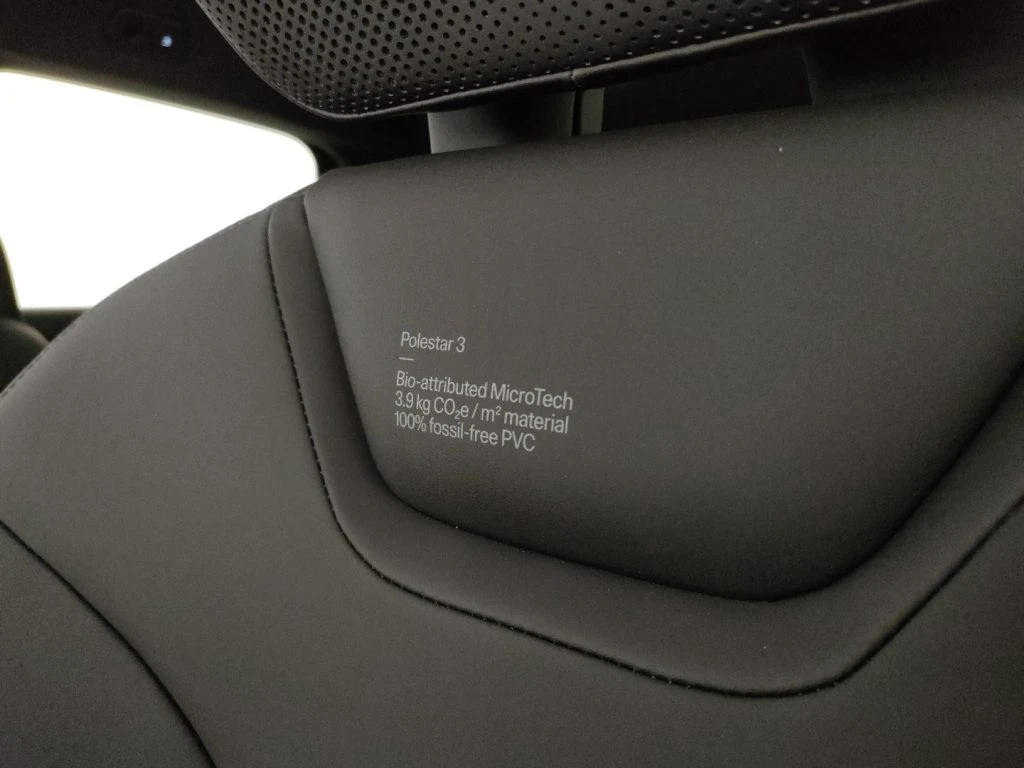 Polestar 3
—
Bio-attributed MicroTech
3.9 kg CO₂e / m² material
100% fossil-free PVC